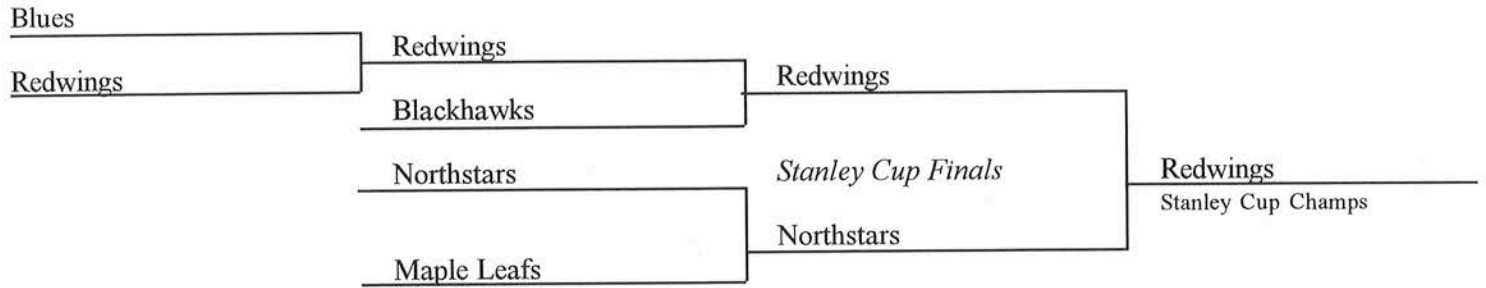 Blues
Redwings
Redwings
Blackhawks
Northstars
Maple Leafs
Redwings
Stanley Cup Finals
Northstars
Redwings
Stanley Cup Champs